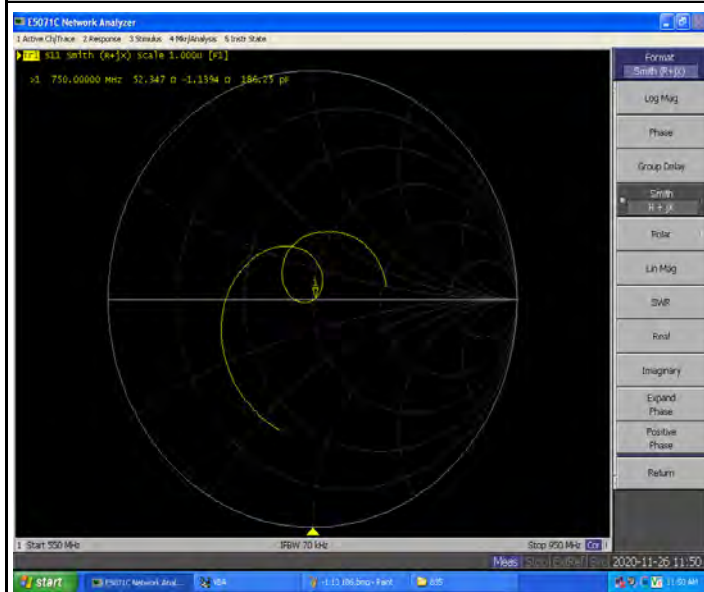 E5071C Network Analyzer
1 Active Ch/Trace 2 Response 3 Stimulus 4 Mkr/Analysis 5 Instr State
Tr1 S11 Smith (R+jX) Scale 1.000U [F1]
>1 750.00000 MHz 52.347 Ω -1.1394 Ω 186.25 pF
Format
Smith (R+jX)
Log Mag
Phase
Group Delay
Smith
R + jX
Polar
Lin Mag
SWR
Real
Imaginary
Expand
Phase
Positive
Phase
Return
1 Start 550 MHz IFBW 70 kHz Stop 950 MHz Cor
Meas 2020-11-26 11:50
start E5071C Network Anal... 835
11:50 AM